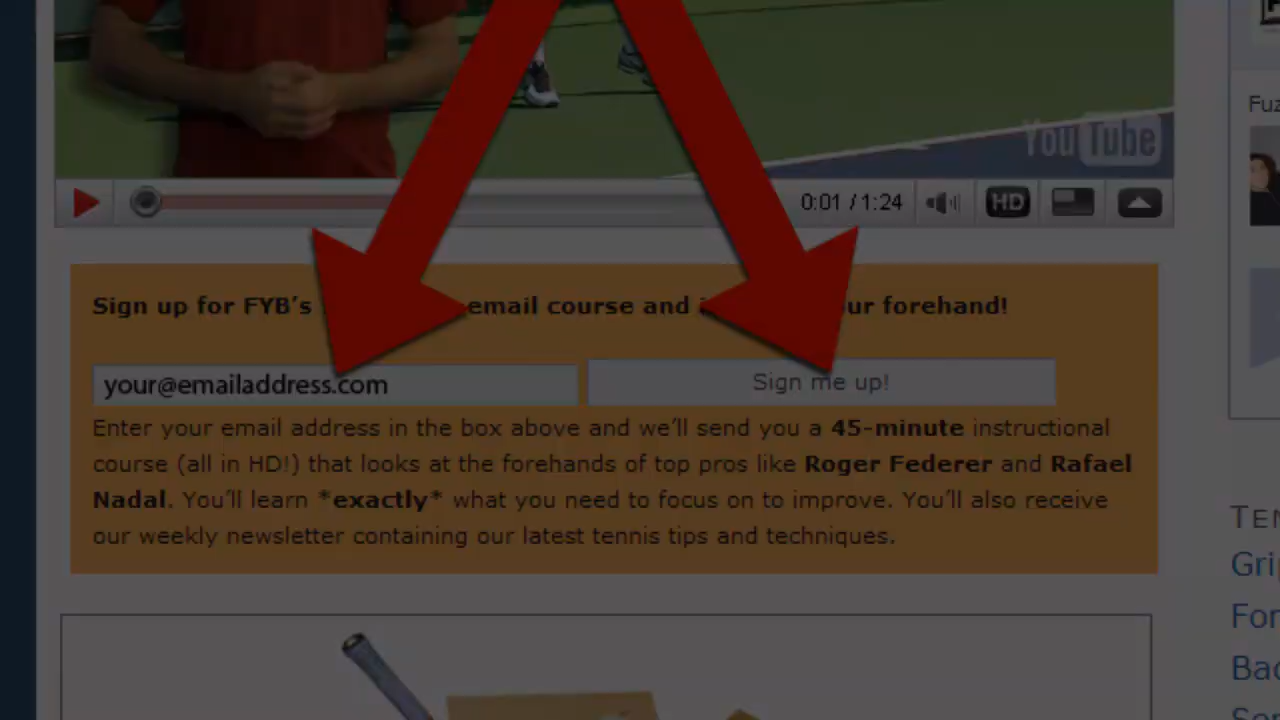 YouTube
0:01 / 1:24
HD
Sign up for FYB's email course and our forehand!
your@emailaddress.com
Sign me up!
Enter your email address in the box above and we'll send you a 45-minute instructional
course (all in HD!) that looks at the forehands of top pros like Roger Federer and Rafael
Nadal. You'll learn *exactly* what you need to focus on to improve. You'll also receive
our weekly newsletter containing our latest tennis tips and techniques.